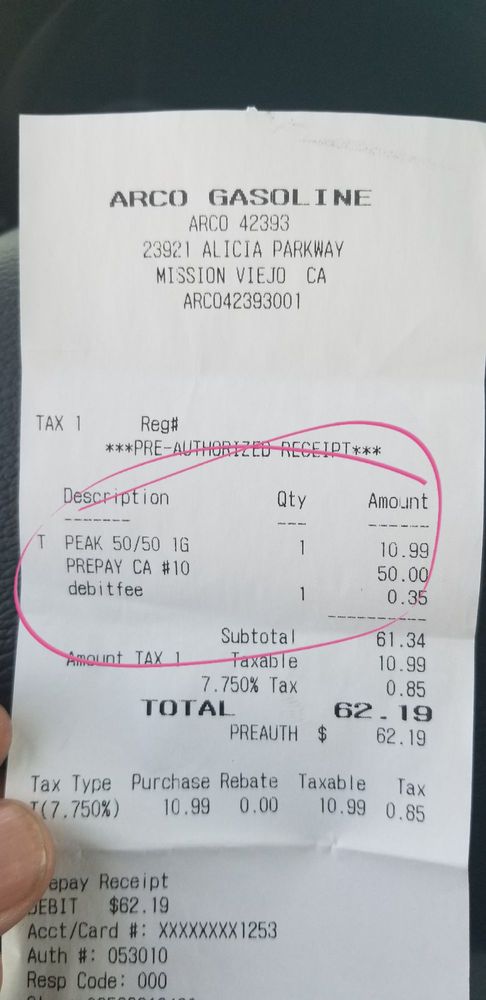 ARCO GASOLINE
ARCO 42393
23921 ALICIA PARKWAY
MISSION VIEJO CA
ARCO42393001
TAX 1 Reg#
***PRE-AUTHORIZED RECEIPT***
Description Qty Amount
------- --- ------
T PEAK 50/50 1G 1 10.99
PREPAY CA #10 50.00
debitfee 1 0.35
----------
Subtotal 61.34
Amount TAX 1 Taxable 10.99
7.750% Tax 0.85
TOTAL 62.19
PREAUTH $ 62.19
Tax Type Purchase Rebate Taxable Tax
T(7.750%) 10.99 0.00 10.99 0.85
epay Receipt
DEBIT $62.19
Acct/Card #: XXXXXXXX1253
Auth #: 053010
Resp Code: 000